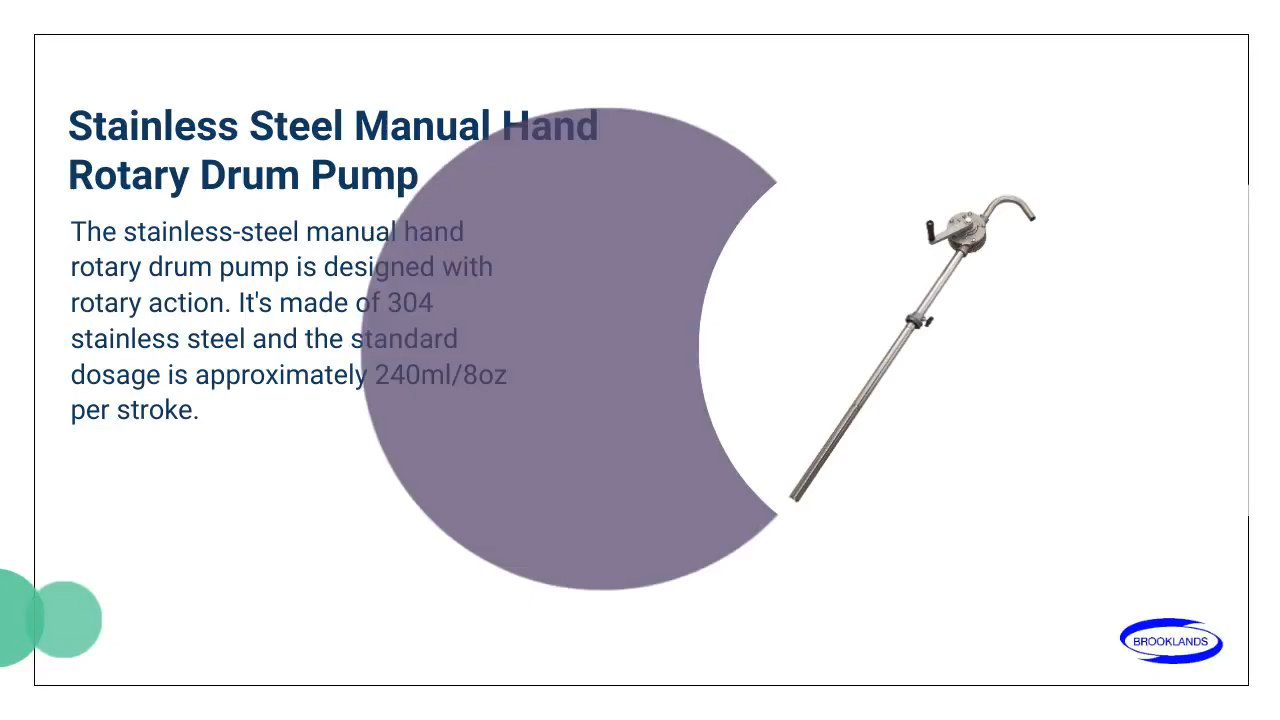 Stainless Steel Manual Hand
Rotary Drum Pump
The stainless-steel manual hand
rotary drum pump is designed with
rotary action. It's made of 304
stainless steel and the standard
dosage is approximately 240ml/8oz
per stroke.
BROOKLANDS